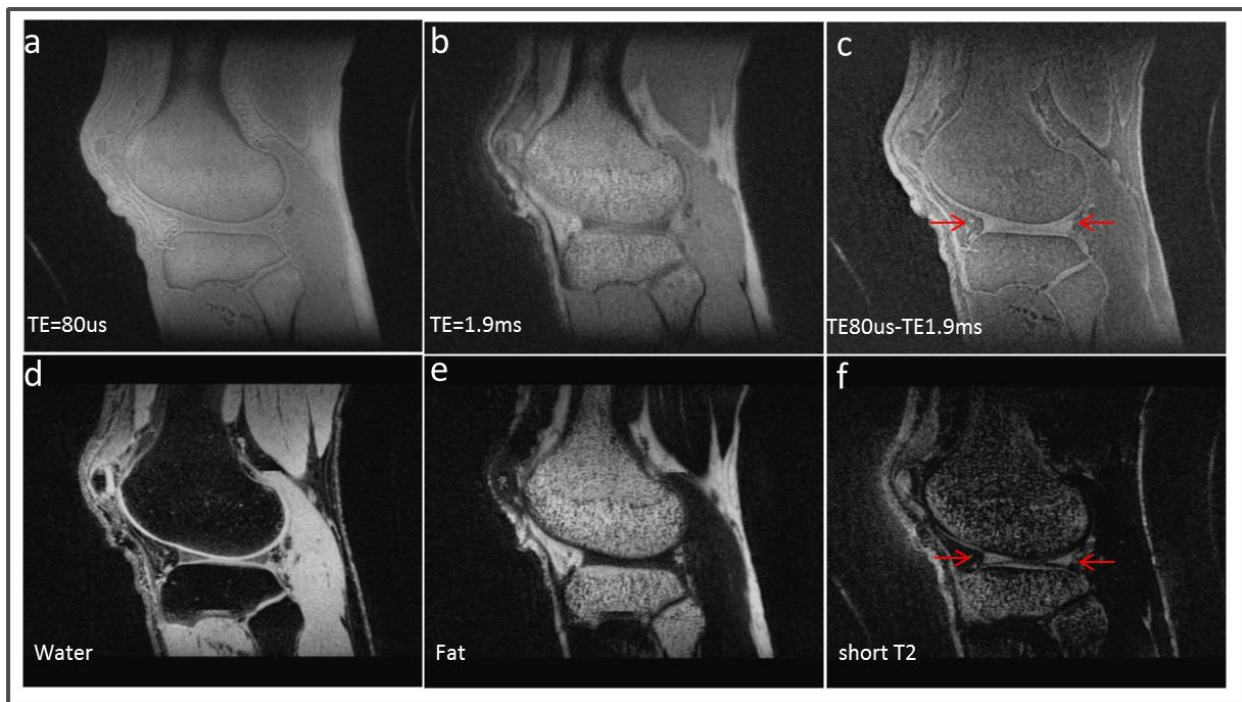 a
b
c
TE=80us
TE=1.9ms
TE80us-TE1.9ms
d
e
f
Water
Fat
short T2